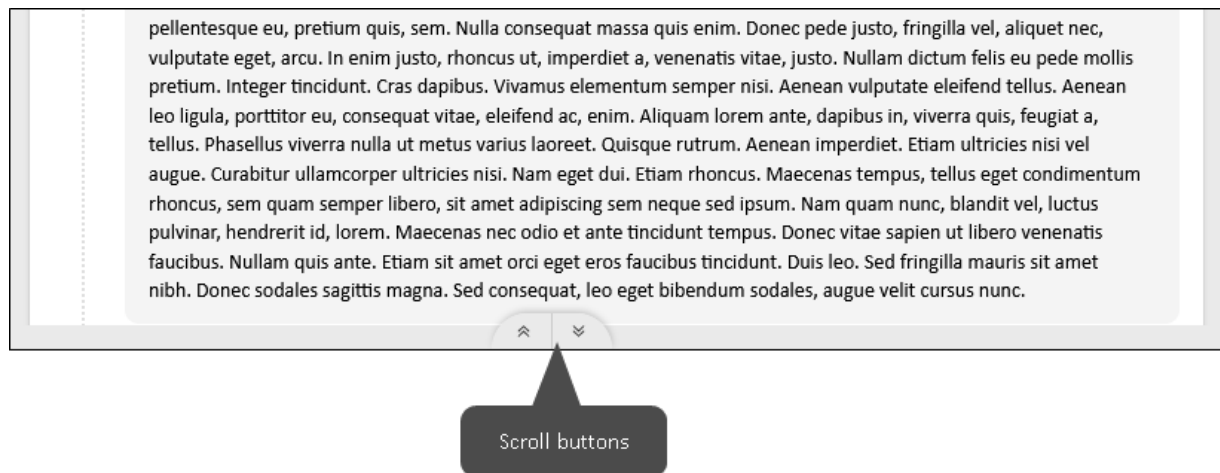 pellentesque eu, pretium quis, sem. Nulla consequat massa quis enim. Donec pede justo, fringilla vel, aliquet nec,
vulputate eget, arcu. In enim justo, rhoncus ut, imperdiet a, venenatis vitae, justo. Nullam dictum felis eu pede mollis
pretium. Integer tincidunt. Cras dapibus. Vivamus elementum semper nisi. Aenean vulputate eleifend tellus. Aenean
leo ligula, porttitor eu, consequat vitae, eleifend ac, enim. Aliquam lorem ante, dapibus in, viverra quis, feugiat a,
tellus. Phasellus viverra nulla ut metus varius laoreet. Quisque rutrum. Aenean imperdiet. Etiam ultricies nisi vel
augue. Curabitur ullamcorper ultricies nisi. Nam eget dui. Etiam rhoncus. Maecenas tempus, tellus eget condimentum
rhoncus, sem quam semper libero, sit amet adipiscing sem neque sed ipsum. Nam quam nunc, blandit vel, luctus
pulvinar, hendrerit id, lorem. Maecenas nec odio et ante tincidunt tempus. Donec vitae sapien ut libero venenatis
faucibus. Nullam quis ante. Etiam sit amet orci eget eros faucibus tincidunt. Duis leo. Sed fringilla mauris sit amet
nibh. Donec sodales sagittis magna. Sed consequat, leo eget bibendum sodales, augue velit cursus nunc.
Scroll buttons